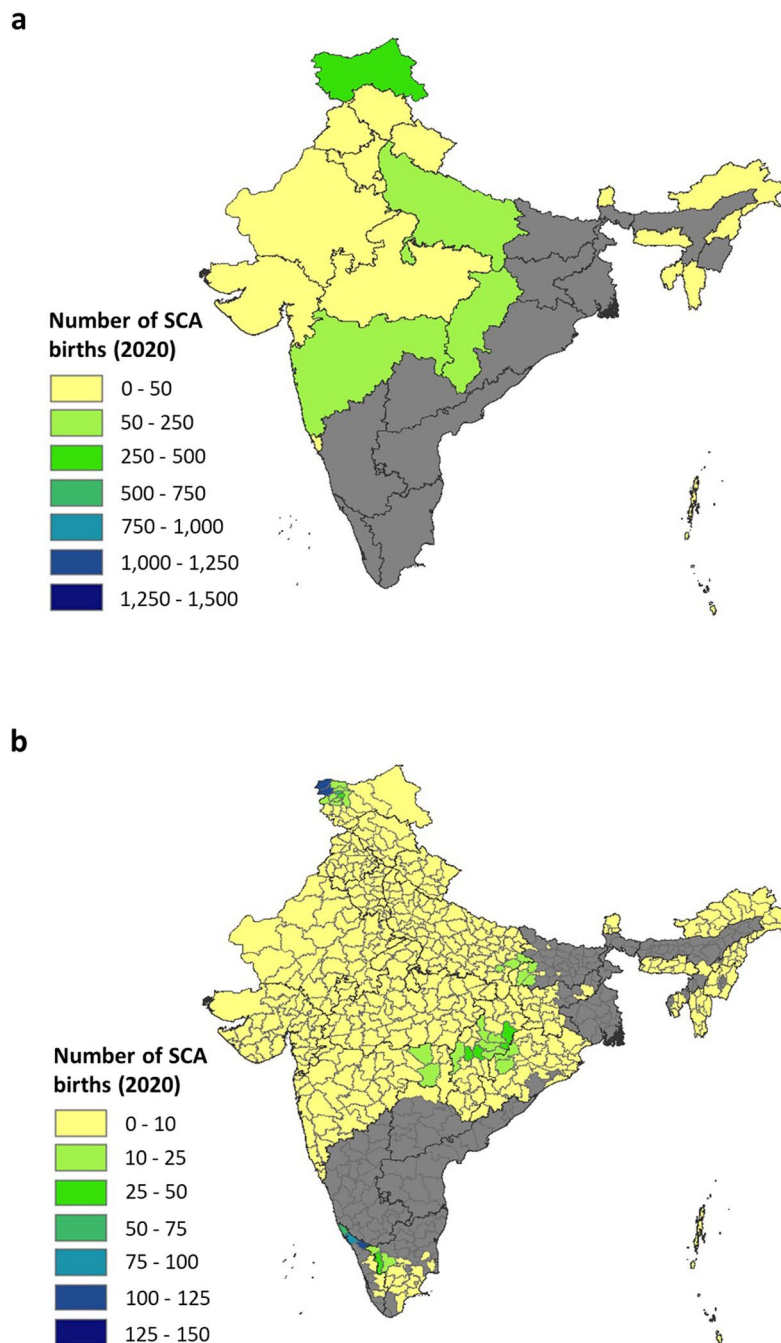 a
Number of SCA
births (2020)
0 - 50
50 - 250
250 - 500
500 - 750
750 - 1,000
1,000 - 1,250
1,250 - 1,500
b
Number of SCA
births (2020)
0 - 10
10 - 25
25 - 50
50 - 75
75 - 100
100 - 125
125 - 150